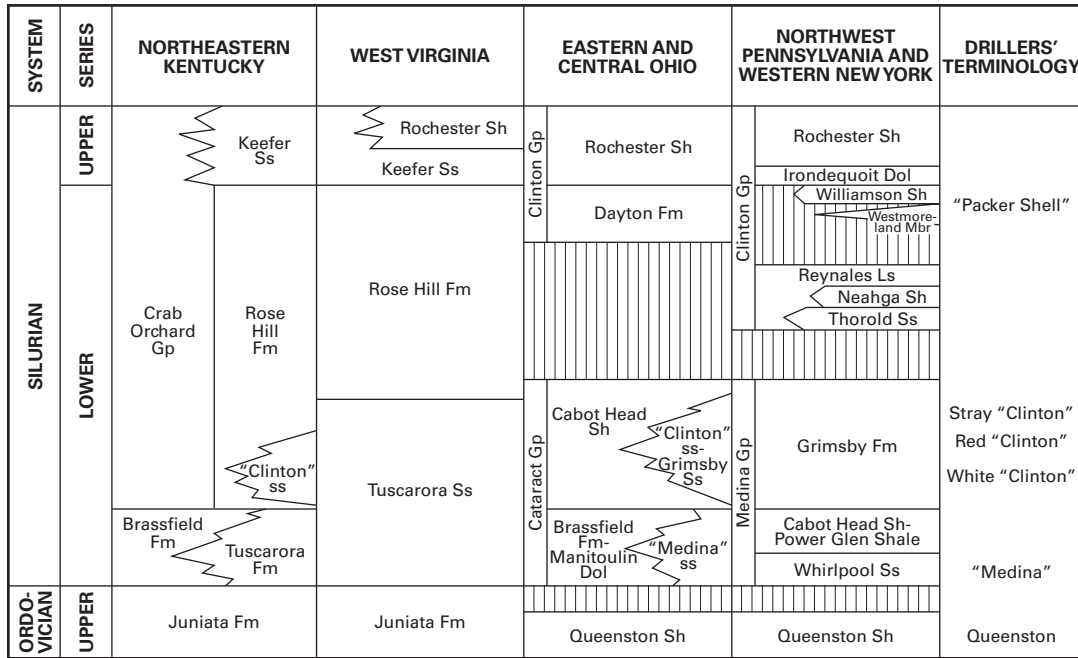 SYSTEM
SERIES
NORTHEASTERN
KENTUCKY
WEST VIRGINIA
EASTERN AND
CENTRAL OHIO
NORTHWEST
PENNSYLVANIA AND
WESTERN NEW YORK
DRILLERS’
TERMINOLOGY
SILURIAN
UPPER
LOWER
ORDO-
VICIAN
UPPER
Crab
Orchard
Gp
Keefer
Ss
Rose
Hill
Fm
“Clinton”
ss
Brassfield
Fm
Tuscarora
Fm
Juniata Fm
Rochester Sh
Keefer Ss
Rose Hill Fm
Tuscarora Ss
Juniata Fm
Clinton Gp
Rochester Sh
Dayton Fm
Cataract Gp
Cabot Head
Sh
“Clinton”
ss-
Grimsby
Ss
Brassfield
Fm-
Manitoulin
Dol
“Medina”
ss
Queenston Sh
Clinton Gp
Rochester Sh
Irondequoit Dol
Williamson Sh
Westmore-
land Mbr
Reynales Ls
Neahga Sh
Thorold Ss
Medina Gp
Grimsby Fm
Cabot Head Sh-
Power Glen Shale
Whirlpool Ss
Queenston Sh
“Packer Shell”
Stray “Clinton”
Red “Clinton”
White “Clinton”
“Medina”
Queenston